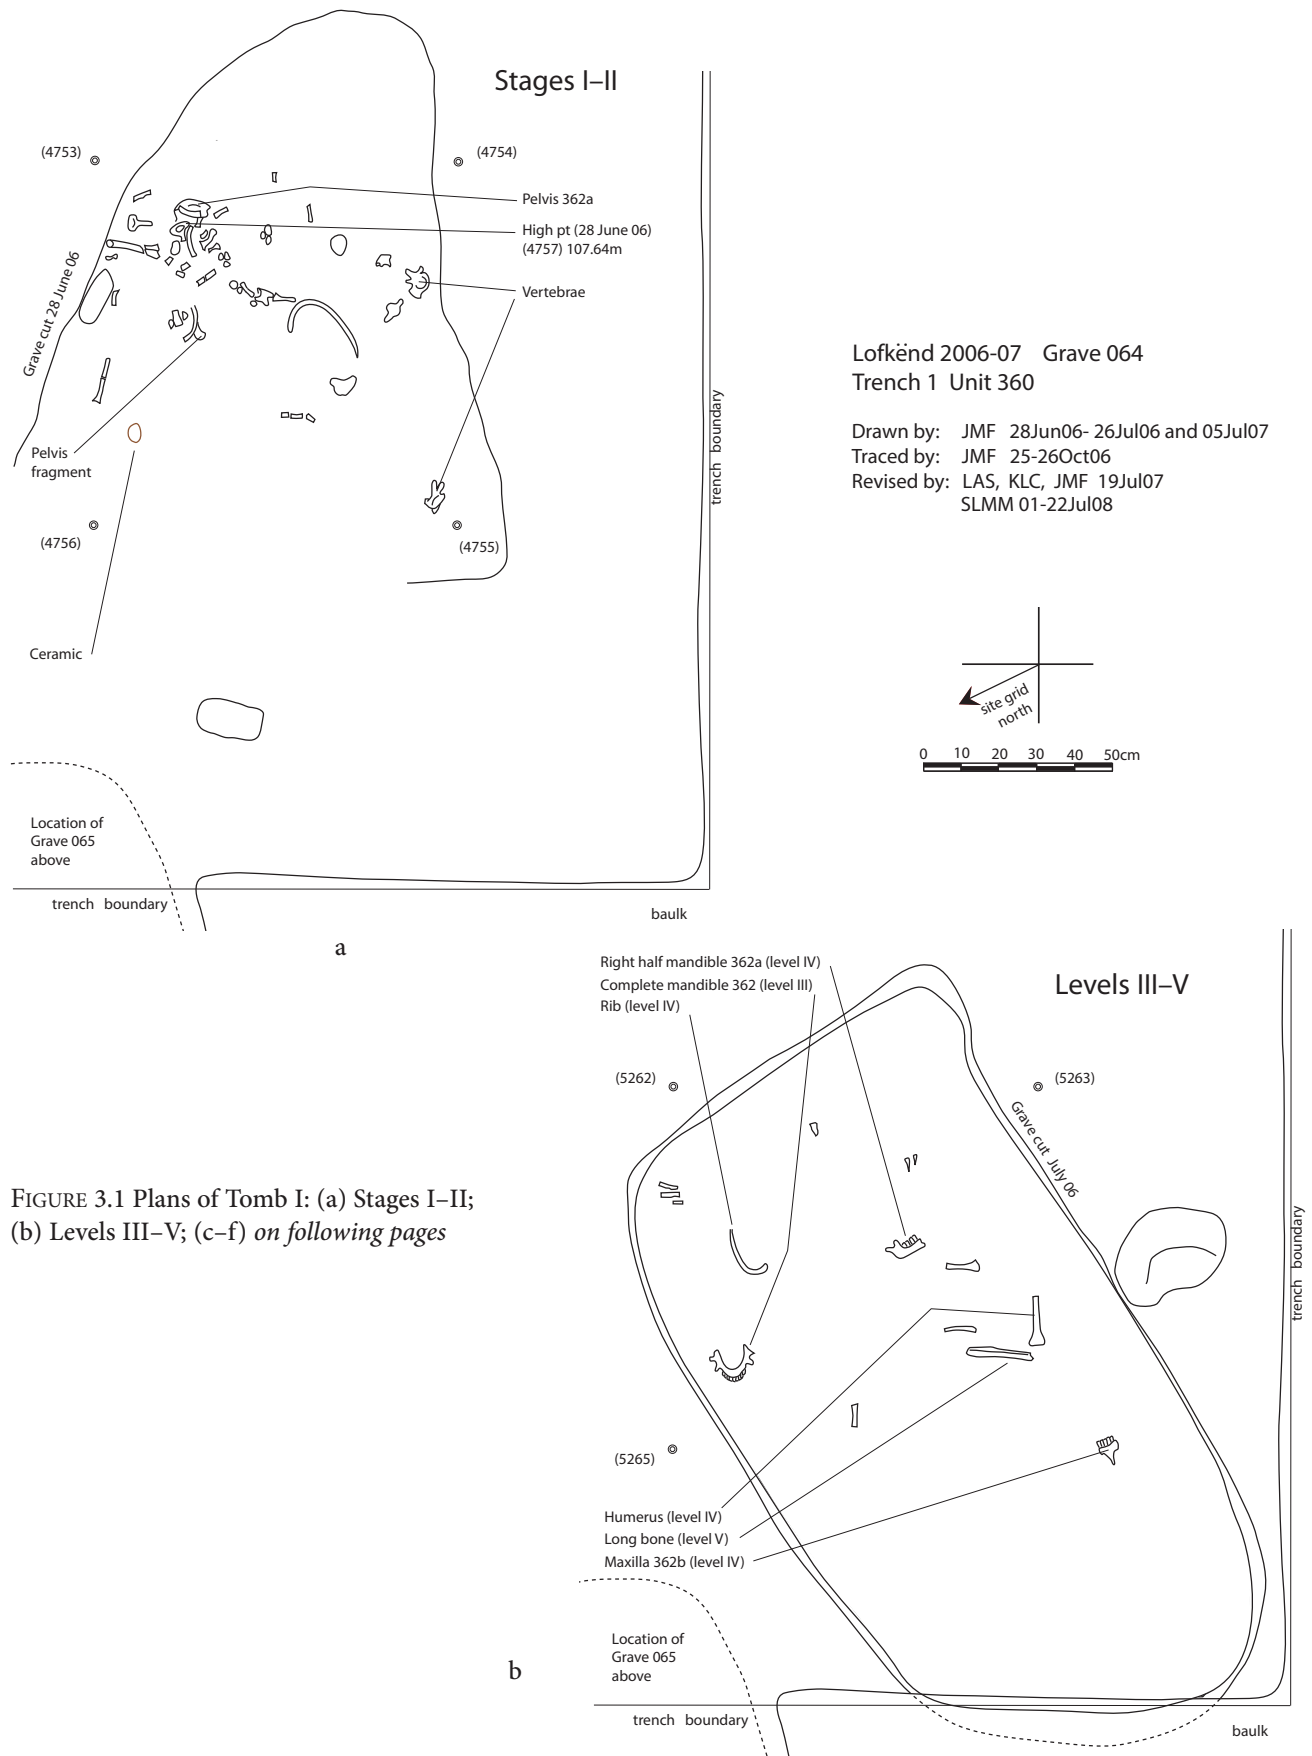 Stages I–II
(4753)
(4754)
Pelvis 362a
High pt (28 June 06)
(4757) 107.64m
Vertebrae
Grave cut 28 June 06
Pelvis
fragment
(4756)
(4755)
Ceramic
trench boundary
Location of
Grave 065
above
trench boundary
baulk
a
Lofkënd 2006-07 Grave 064
Trench 1 Unit 360
Drawn by: JMF 28Jun06- 26Jul06 and 05Jul07
Traced by: JMF 25-26Oct06
Revised by: LAS, KLC, JMF 19Jul07
SLMM 01-22Jul08
site grid
north
0 10 20 30 40 50cm
Right half mandible 362a (level IV)
Complete mandible 362 (level III)
Rib (level IV)
Levels III–V
(5262)
(5263)
Grave cut July 06
trench boundary
(5265)
Humerus (level IV)
Long bone (level V)
Maxilla 362b (level IV)
Location of
Grave 065
above
trench boundary
baulk
b
FIGURE 3.1 Plans of Tomb I: (a) Stages I–II;
(b) Levels III–V; (c–f) on following pages